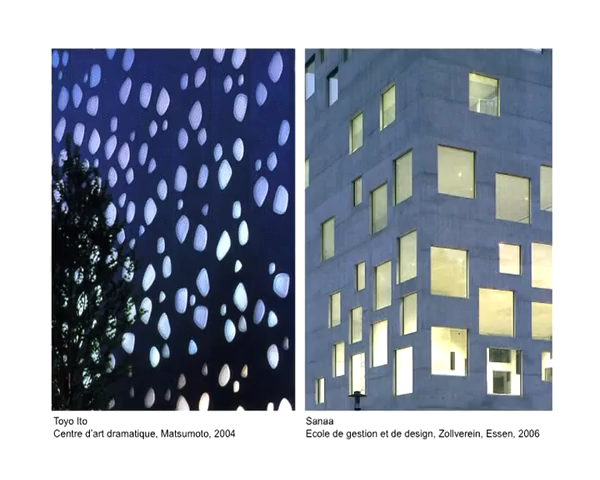 Toyo Ito
Centre d'art dramatique, Matsumoto, 2004
Sanaa
Ecole de gestion et de design, Zollverein, Essen, 2006